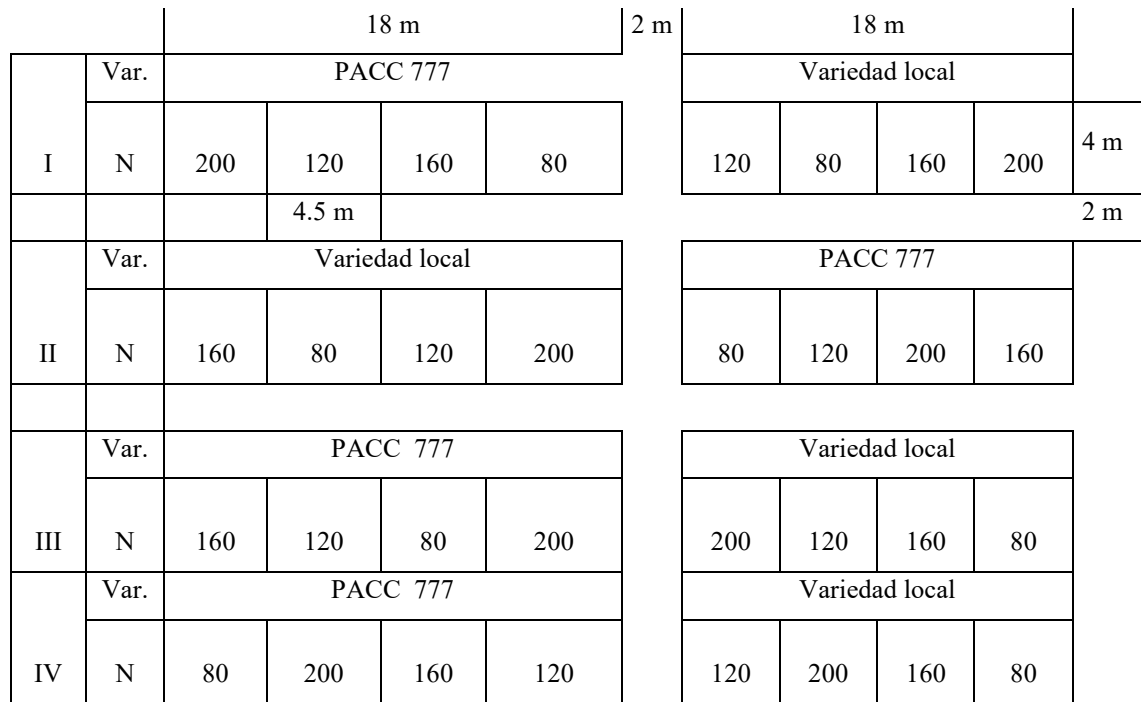 18 m 2 m 18 m
Var. PACC 777 Variedad local
I N 200 120 160 80 120 80 160 200 4 m
4.5 m 2 m
Var. Variedad local PACC 777
II N 160 80 120 200 80 120 200 160
Var. PACC 777 Variedad local
III N 160 120 80 200 200 120 160 80
Var. PACC 777 Variedad local
IV N 80 200 160 120 120 200 160 80